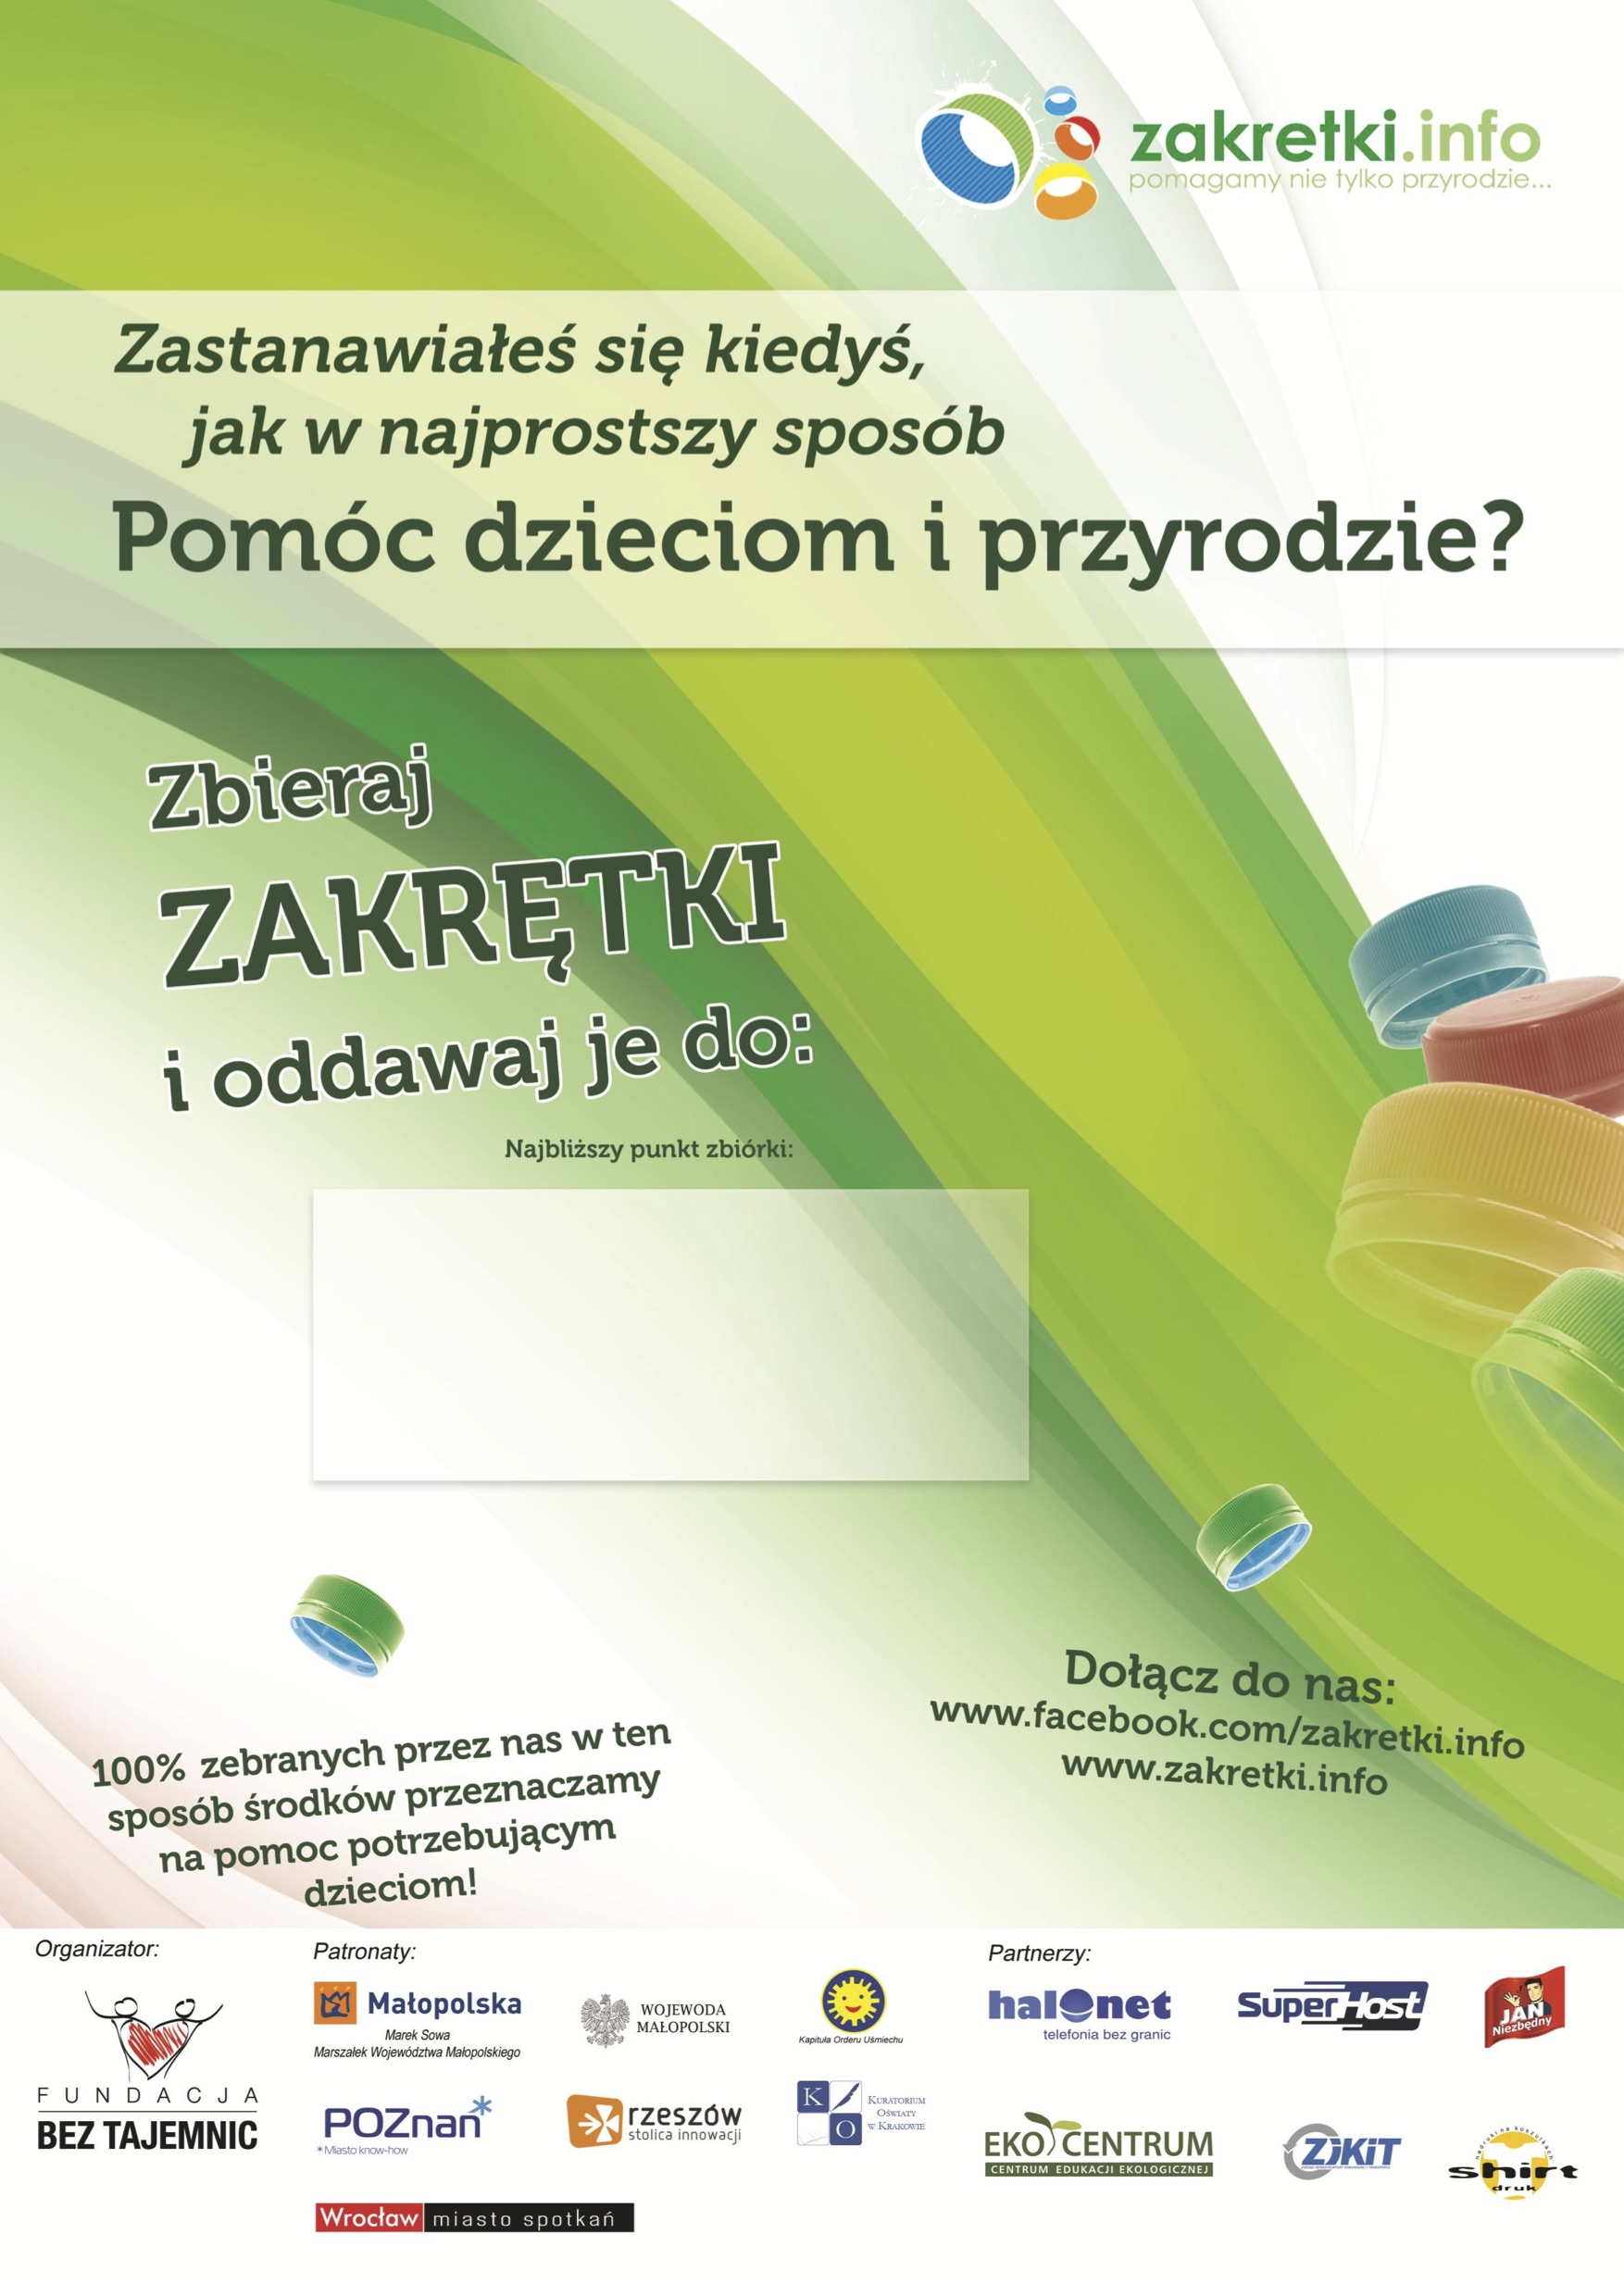 zakretki.info
pomagamy nie tylko przyrodzie...
Zastanawiałeś się kiedyś,
jak w najprostszy sposób
Pomóc dzieciom i przyrodzie?
Zbieraj
ZAKRĘTKI
i oddawaj je do:
Najbliższy punkt zbiórki:
100% zebranych przez nas w ten
sposób środków przeznaczamy
na pomoc potrzebującym
dzieciom!
Dołącz do nas:
www.facebook.com/zakretki.info
www.zakretki.info
Organizator:
FUNDACJA
BEZ TAJEMNIC
Patronaty:
Małopolska
Marek Sowa
Marszałek Województwa Małopolskiego
WOJEWODA
MAŁOPOLSKI
Kapituła Orderu Uśmiechu
POZnan*
*Miasto know-how
rzeszów
stolica innowacji
K
O
KURATORIUM
OŚWIATY
W KRAKOWIE
Wrocław miasto spotkań
Partnerzy:
halonet
telefonia bez granic
SuperHost
JAN
Niezbędny
EKOCENTRUM
CENTRUM EDUKACJI EKOLOGICZNEJ
ZIKiT
nadruki na koszulkach
shirt
druk